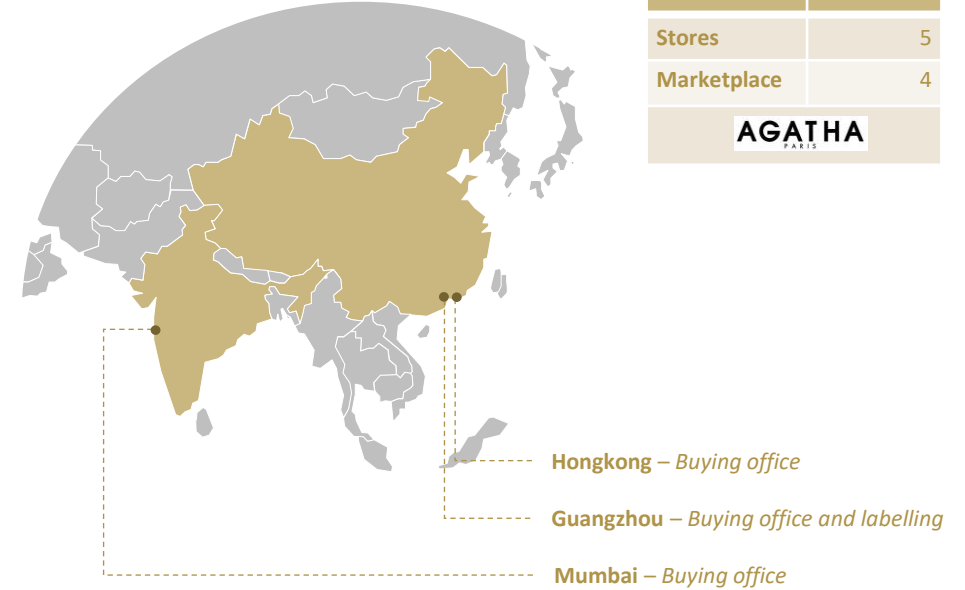 Stores 5
Marketplace 4
AGATHA
PARIS
Hongkong – Buying office
Guangzhou – Buying office and labelling
Mumbai – Buying office